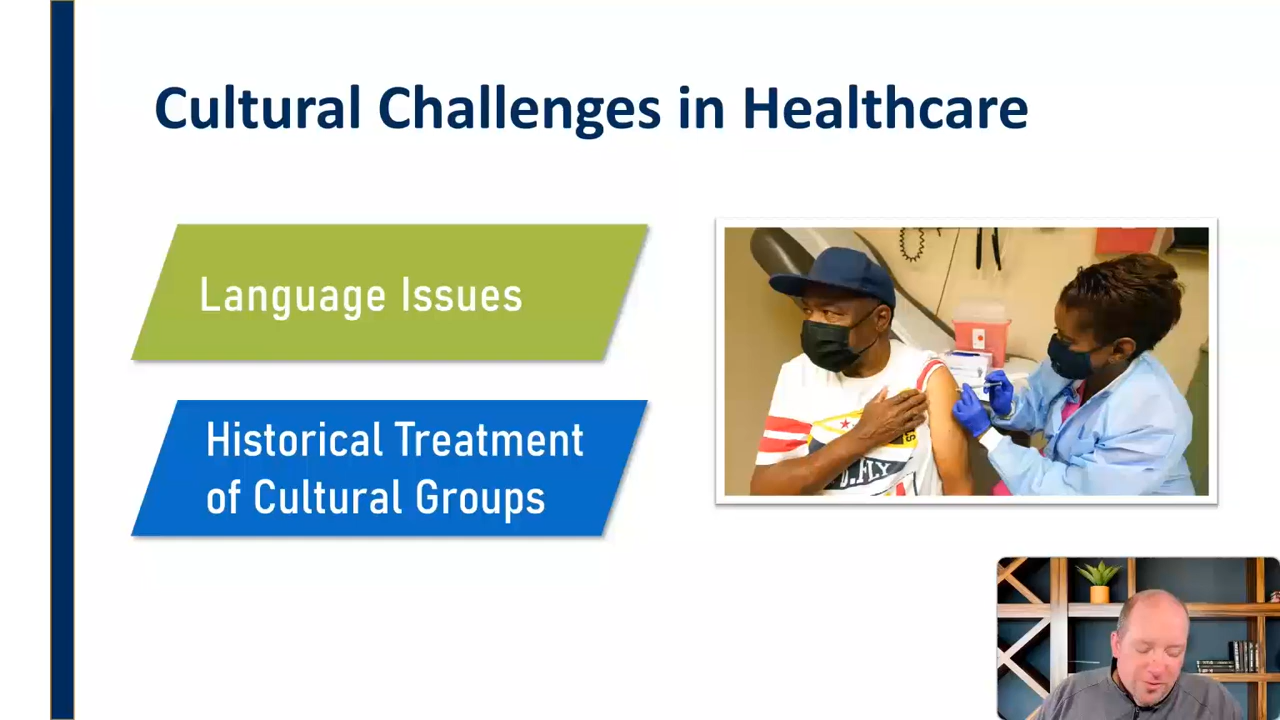 Cultural Challenges in Healthcare
Language Issues
Historical Treatment
of Cultural Groups